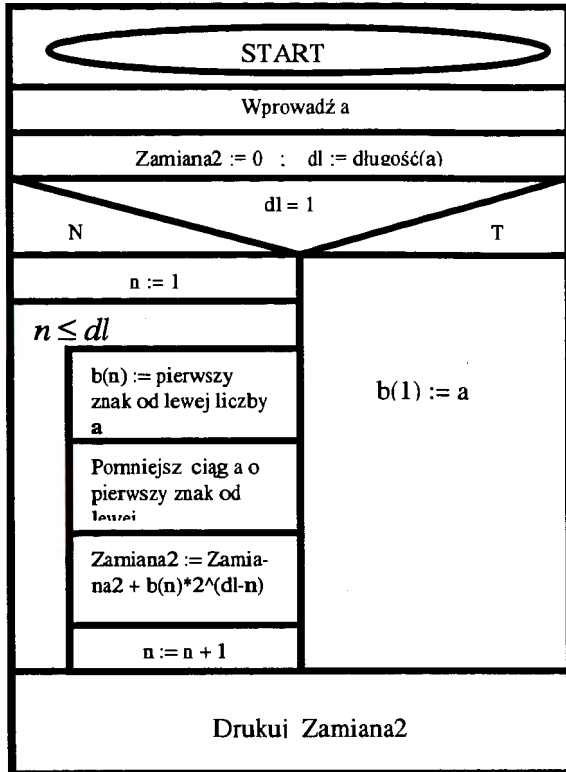 START
Wprowadź a
Zamiana2 := 0 ; dl := długość(a)
dl = 1
N
T
n := 1
n ≤ dl
b(n) := pierwszy
znak od lewej liczby
a
b(1) := a
Pomniejsz ciąg a o
pierwszy znak od
lewej
Zamiana2 := Zamia-
na2 + b(n)*2^(dl-n)
n := n + 1
Drukuj Zamiana2